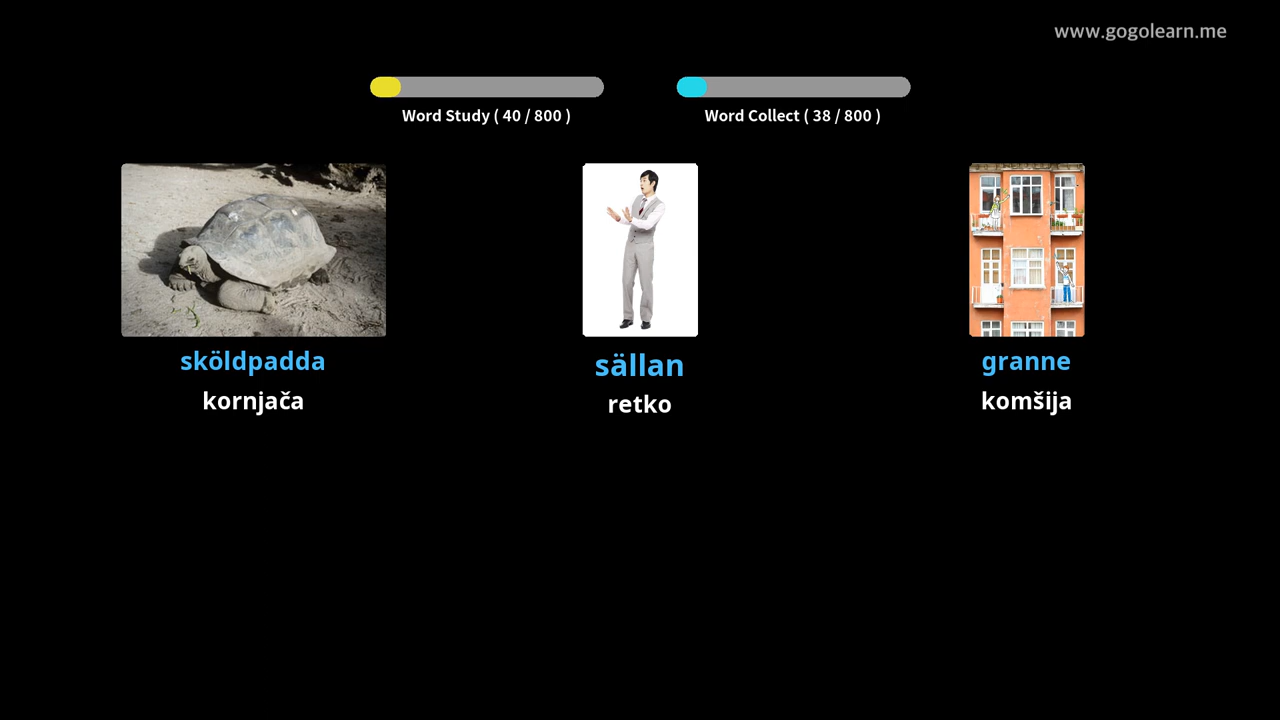 www.gogolearn.me
Word Study ( 40 / 800 )
Word Collect ( 38 / 800 )
sköldpadda
kornjača
sällan
retko
granne
komšija